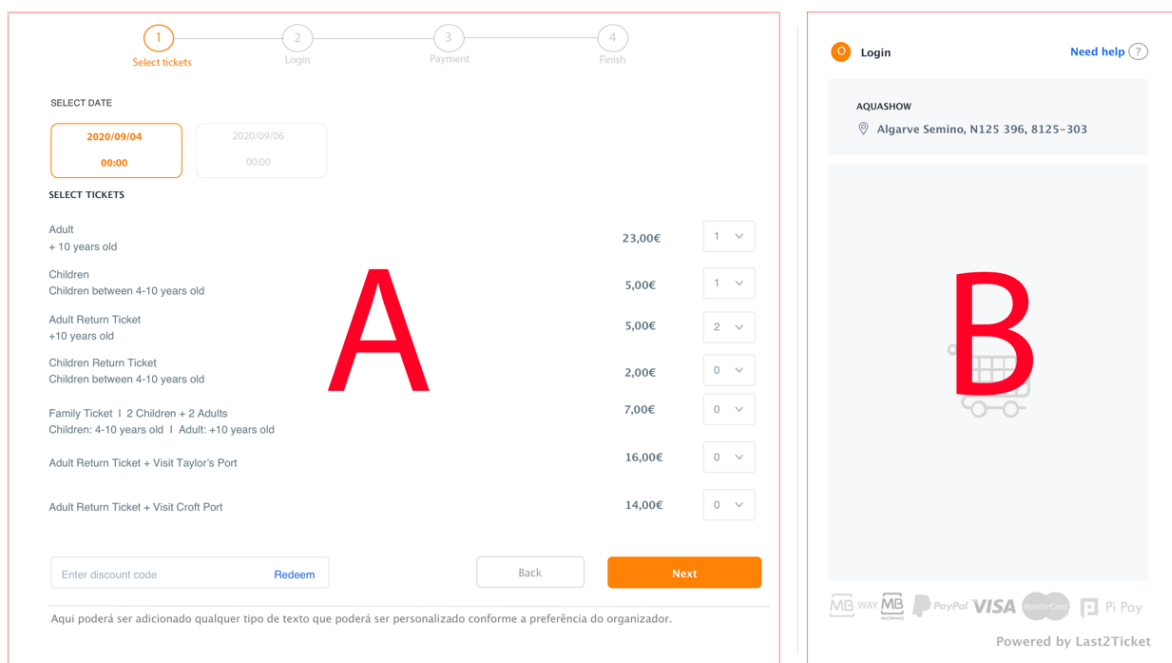 1
2
3
4
Select tickets
Login
Payment
Finish
SELECT DATE
2020/09/04
00:00
2020/09/06
00:00
SELECT TICKETS
Adult
+ 10 years old
23,00€
1
Children
Children between 4-10 years old
5,00€
1
Adult Return Ticket
+10 years old
5,00€
2
Children Return Ticket
Children between 4-10 years old
2,00€
0
Family Ticket I 2 Children + 2 Adults
Children: 4-10 years old I Adult: +10 years old
7,00€
0
Adult Return Ticket + Visit Taylor's Port
16,00€
0
Adult Return Ticket + Visit Croft Port
14,00€
0
A
Enter discount code
Redeem
Back
Next
Aqui poderá ser adicionado qualquer tipo de texto que poderá ser personalizado conforme a preferência do organizador.
O
Login
Need help ?
AQUASHOW
Algarve Semino, N125 396, 8125-303
B
MB WAY
MB
PayPal
VISA
MasterCard
Pi Pay
Powered by Last2Ticket